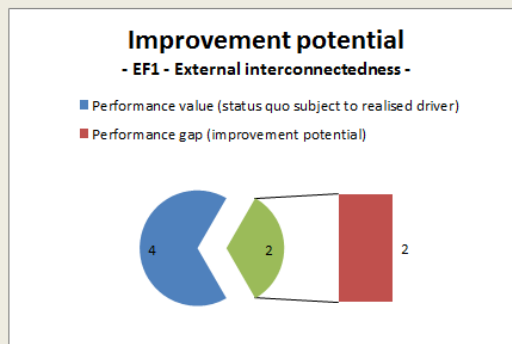 Improvement potential
- EF1 - External interconnectedness -
Performance value (status quo subject to realised driver)
Performance gap (improvement potential)
4
2
2